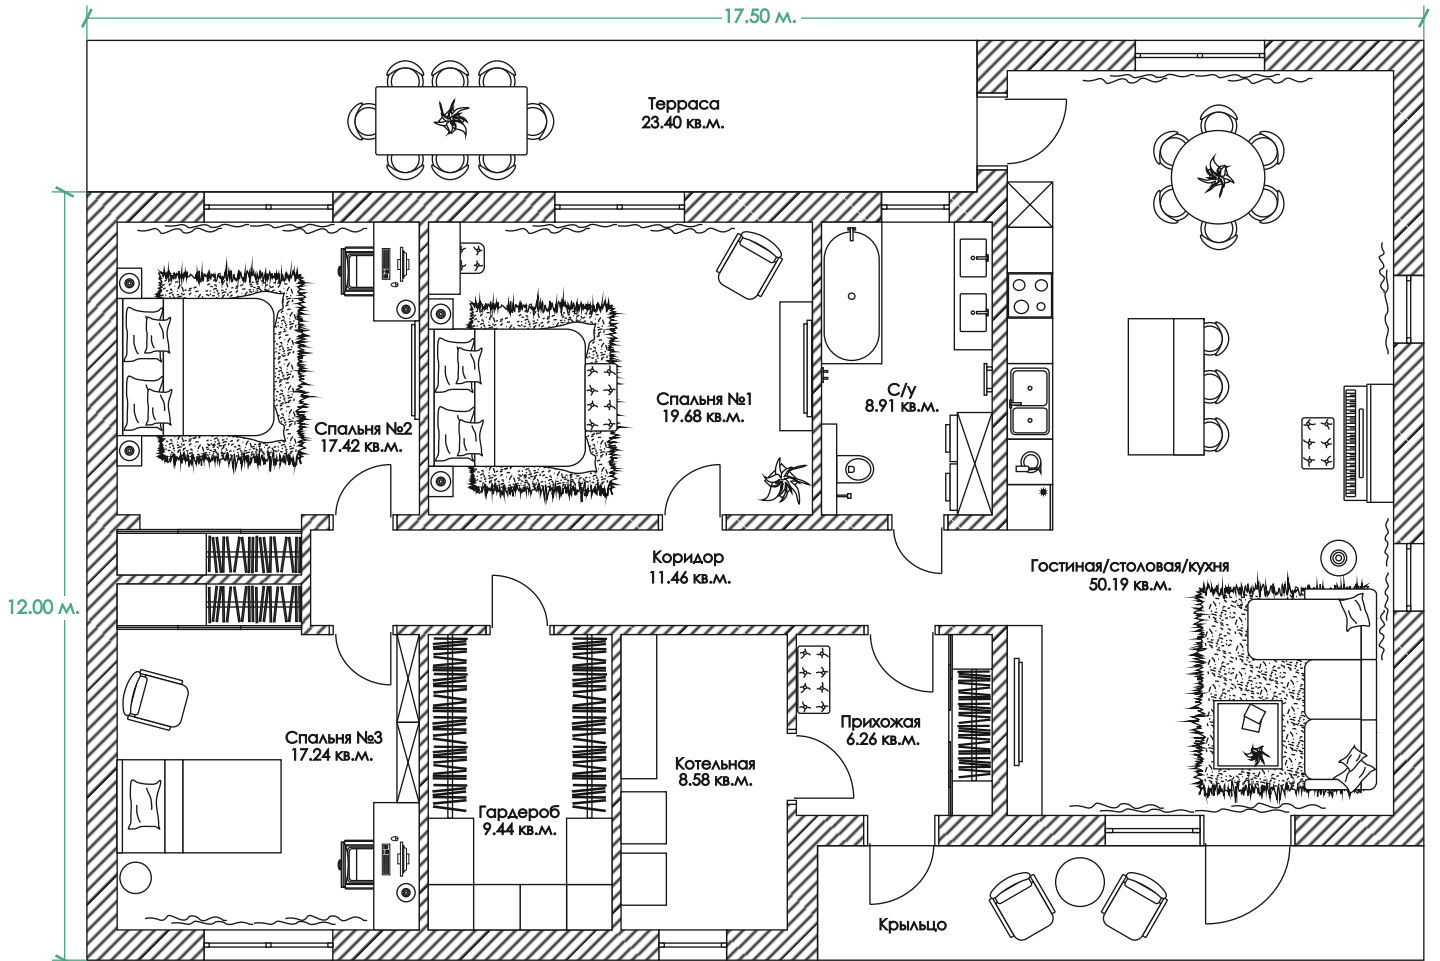 17.50 м.
Терраса
23.40 кв.м.
Спальня №1
19.68 кв.м.
С/у
8.91 кв.м.
Спальня №2
17.42 кв.м.
Коридор
11.46 кв.м.
Гостиная/столовая/кухня
50.19 кв.м.
12.00 м.
Спальня №3
17.24 кв.м.
Прихожая
6.26 кв.м.
Котельная
8.58 кв.м.
Гардероб
9.44 кв.м.
Крыльцо